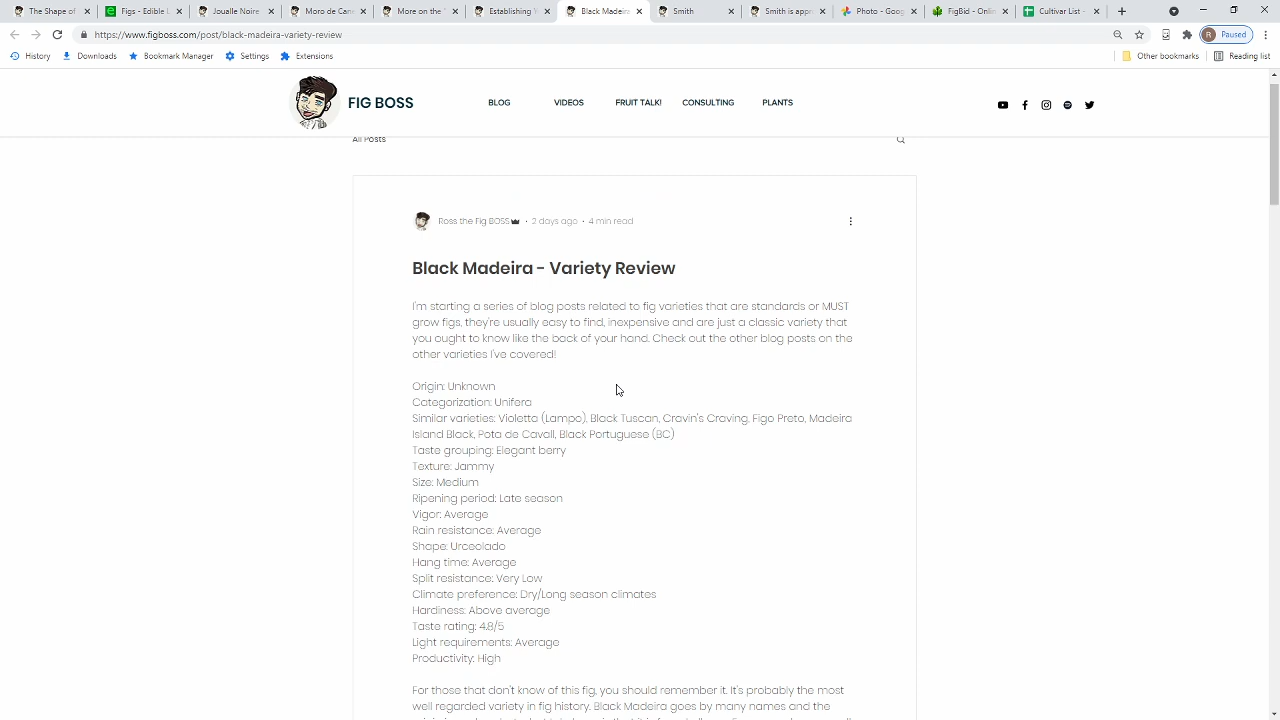 The Shape of
Figs - Edible L
Joualle Noire
Moro de Can
More on the "
Establishing '
Black Madeira
Smith
Smith is a pr
Photo - Goog
FigBid - Onlin
Cultivar List -
https://www.figboss.com/post/black-madeira-variety-review
R Paused
History Downloads Bookmark Manager Settings Extensions Other bookmarks Reading list
FIG BOSS
BLOG VIDEOS FRUIT TALK! CONSULTING PLANTS
All Posts
Ross the Fig BOSS · 2 days ago · 4 min read
Black Madeira - Variety Review
I'm starting a series of blog posts related to fig varieties that are standards or MUST
grow figs, they're usually easy to find, inexpensive and are just a classic variety that
you ought to know like the back of your hand. Check out the other blog posts on the
other varieties I've covered!
Origin: Unknown
Categorization: Unifera
Similar varieties: Violetta (Lampo), Black Tuscan, Cravin's Craving, Figo Preto, Madeira
Island Black, Pota de Cavall, Black Portuguese (BC)
Taste grouping: Elegant berry
Texture: Jammy
Size: Medium
Ripening period: Late season
Vigor: Average
Rain resistance: Average
Shape: Urceolado
Hang time: Average
Split resistance: Very Low
Climate preference: Dry/Long season climates
Hardiness: Above average
Taste rating: 4.8/5
Light requirements: Average
Productivity: High
For those that don't know of this fig, you should remember it. It's probably the most
well regarded variety in fig history. Black Madeira goes by many names and the